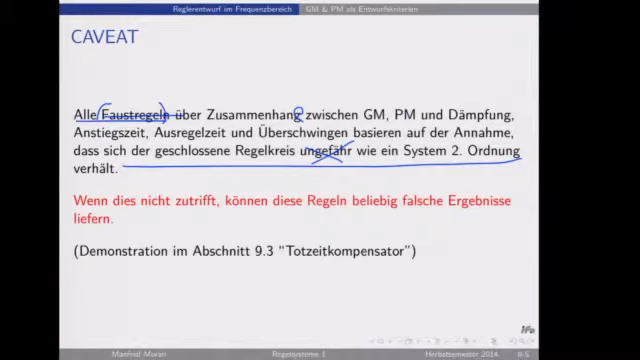 Reglerentwurf im Frequenzbereich GM & PM als Entwurfskriterien
CAVEAT
Alle Faustregeln über Zusammenhang zwischen GM, PM und Dämpfung,
Anstiegszeit, Ausregelzeit und Überschwingen basieren auf der Annahme,
dass sich der geschlossene Regelkreis ungefähr wie ein System 2. Ordnung
verhält.
Wenn dies nicht zutrifft, können diese Regeln beliebig falsche Ergebnisse
liefern.
(Demonstration im Abschnitt 9.3 “Totzeitkompensator”)
ifa
Manfred Morari Regelsysteme 1 Herbstsemester 2014 9-5